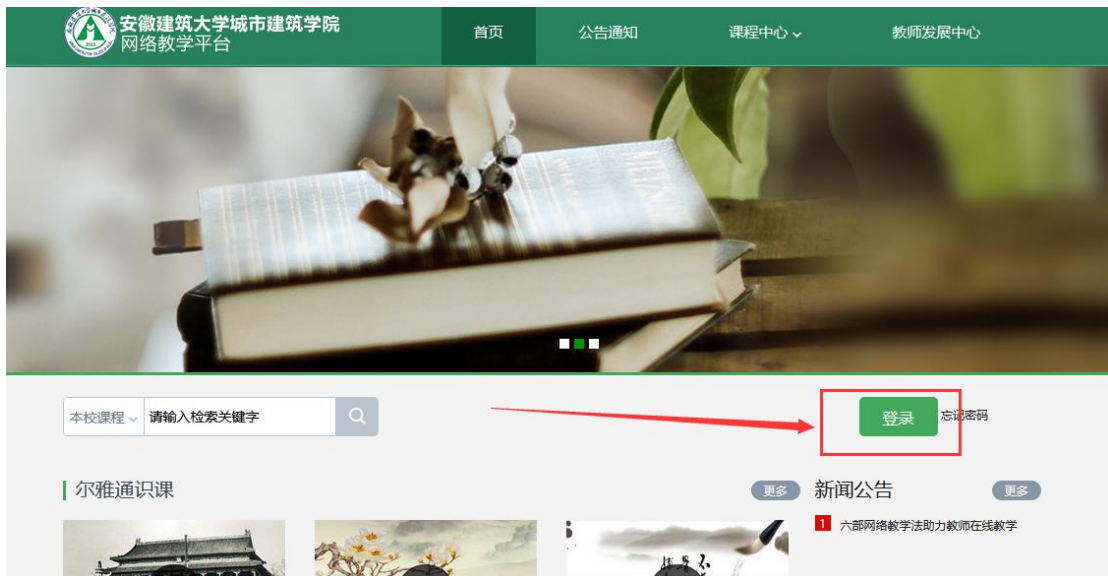 安徽建筑大学城市建筑学院
网络教学平台
首页
公告通知
课程中心
教师发展中心
本校课程
请输入检索关键字
登录
忘记密码
尔雅通识课
更多
新闻公告
更多
1 六部网络教学法助力教师在线教学